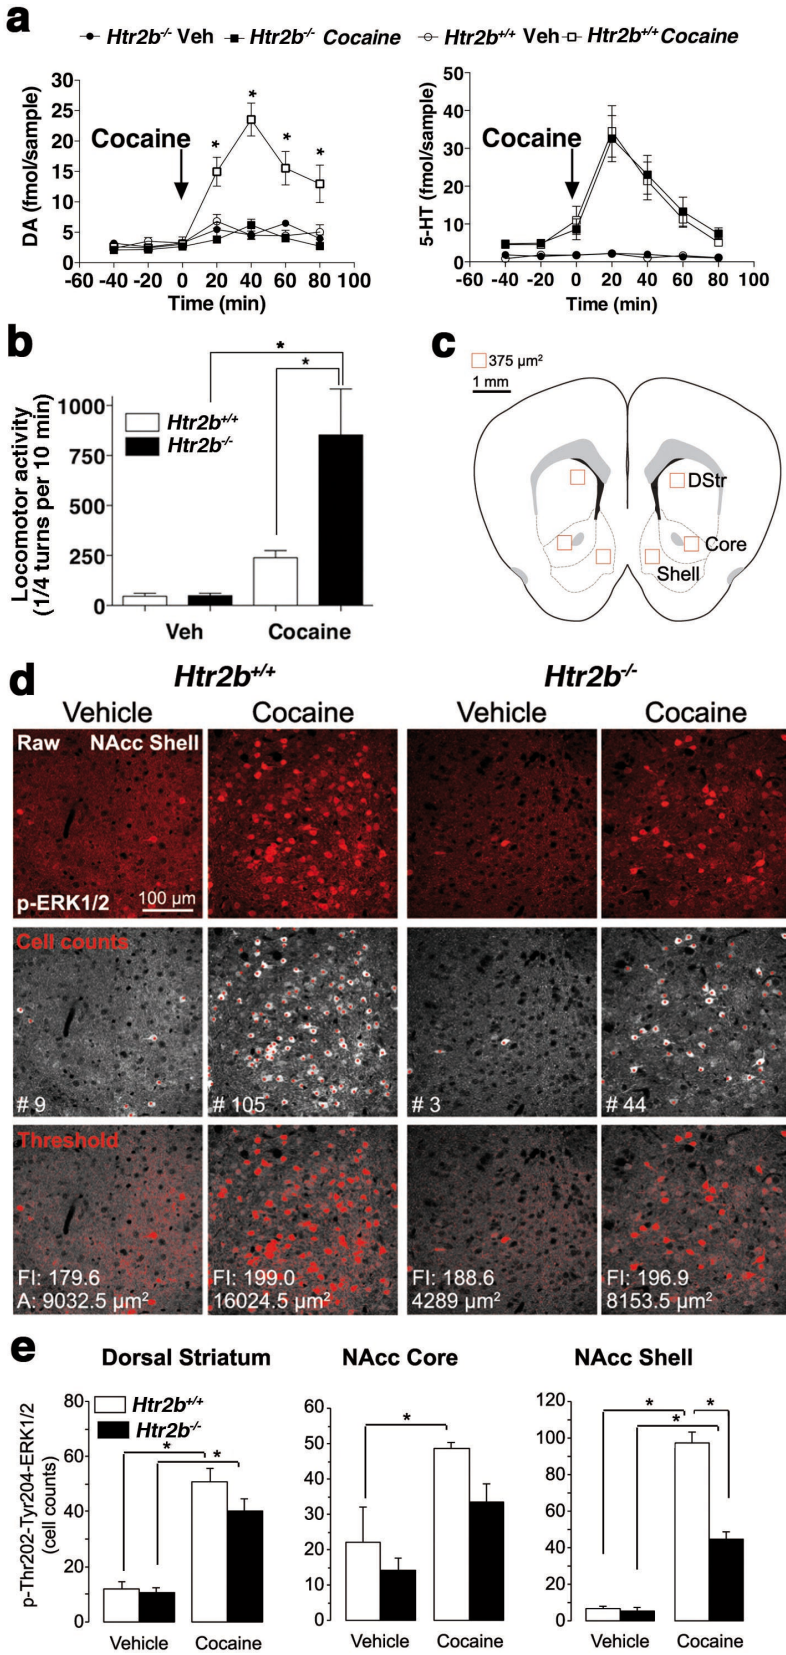 a
Htr2b-/- Veh Htr2b-/- Cocaine Htr2b+/+ Veh Htr2b+/+ Cocaine
DA (fmol/sample)
30
25
20
15
10
5
0
Cocaine
* * * *
-60 -40 -20 0 20 40 60 80 100
Time (min)
5-HT (fmol/sample)
50
40
30
20
10
0
Cocaine
-60 -40 -20 0 20 40 60 80 100
Time (min)
b
Locomotor activity
(1/4 turns per 10 min)
1000
750
500
250
0
Htr2b+/+
Htr2b-/-
*
*
Veh Cocaine
c
375 µm²
1 mm
DStr
Core
Shell
d
Htr2b+/+ Htr2b-/-
Vehicle Cocaine Vehicle Cocaine
Raw NAcc Shell
p-ERK1/2
100 µm
Cell counts
# 9 # 105 # 3 # 44
Threshold
FI: 179.6 FI: 199.0 FI: 188.6 FI: 196.9
A: 9032.5 µm² 16024.5 µm² 4289 µm² 8153.5 µm²
e
p-Thr202-Tyr204-ERK1/2
(cell counts)
Dorsal Striatum
80
60
40
20
0
Htr2b+/+
Htr2b-/-
* *
Vehicle Cocaine
NAcc Core
60
50
40
30
20
10
0
*
Vehicle Cocaine
NAcc Shell
120
100
80
60
40
20
0
* *
*
Vehicle Cocaine